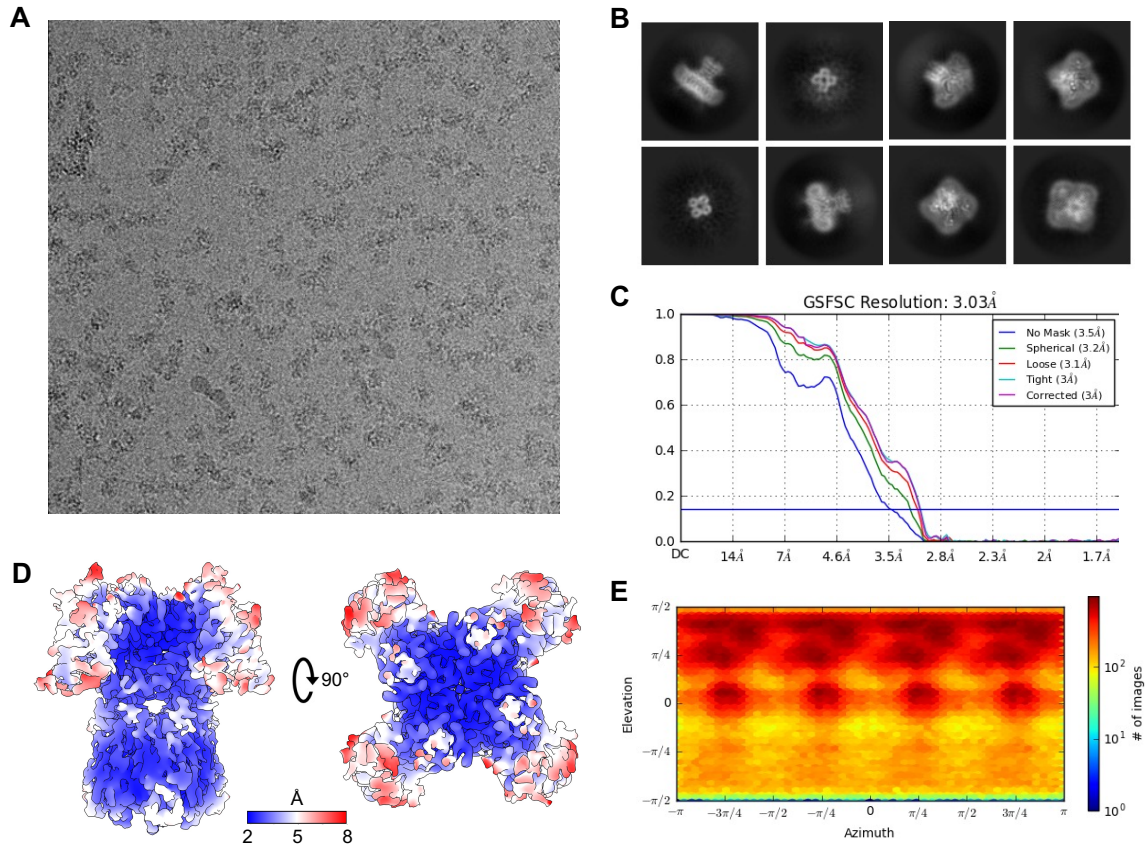 A
B
C
GSFSC Resolution: 3.03Å
1.0
0.8
0.6
0.4
0.2
0.0
No Mask (3.5Å)
Spherical (3.2Å)
Loose (3.1Å)
Tight (3Å)
Corrected (3Å)
DC 14Å 7Å 4.6Å 3.5Å 2.8Å 2.3Å 2Å 1.7Å
D
90°
Å
2 5 8
E
Elevation
π/2
π/4
0
−π/4
−π/2
−π −3π/4 −π/2 −π/4 0 π/4 π/2 3π/4 π
Azimuth
10²
10¹
10⁰
# of images